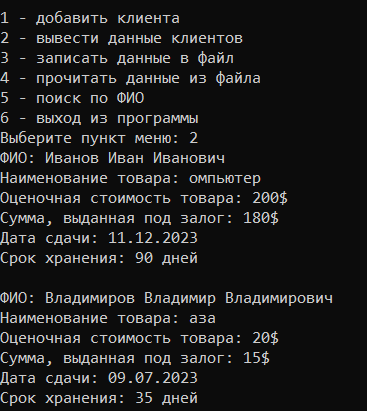 1 - добавить клиента
2 - вывести данные клиентов
3 - записать данные в файл
4 - прочитать данные из файла
5 - поиск по ФИО
6 - выход из программы
Выберите пункт меню: 2
ФИО: Иванов Иван Иванович
Наименование товара: омпьютер
Оценочная стоимость товара: 200$
Сумма, выданная под залог: 180$
Дата сдачи: 11.12.2023
Срок хранения: 90 дней
ФИО: Владимиров Владимир Владимирович
Наименование товара: аза
Оценочная стоимость товара: 20$
Сумма, выданная под залог: 15$
Дата сдачи: 09.07.2023
Срок хранения: 35 дней